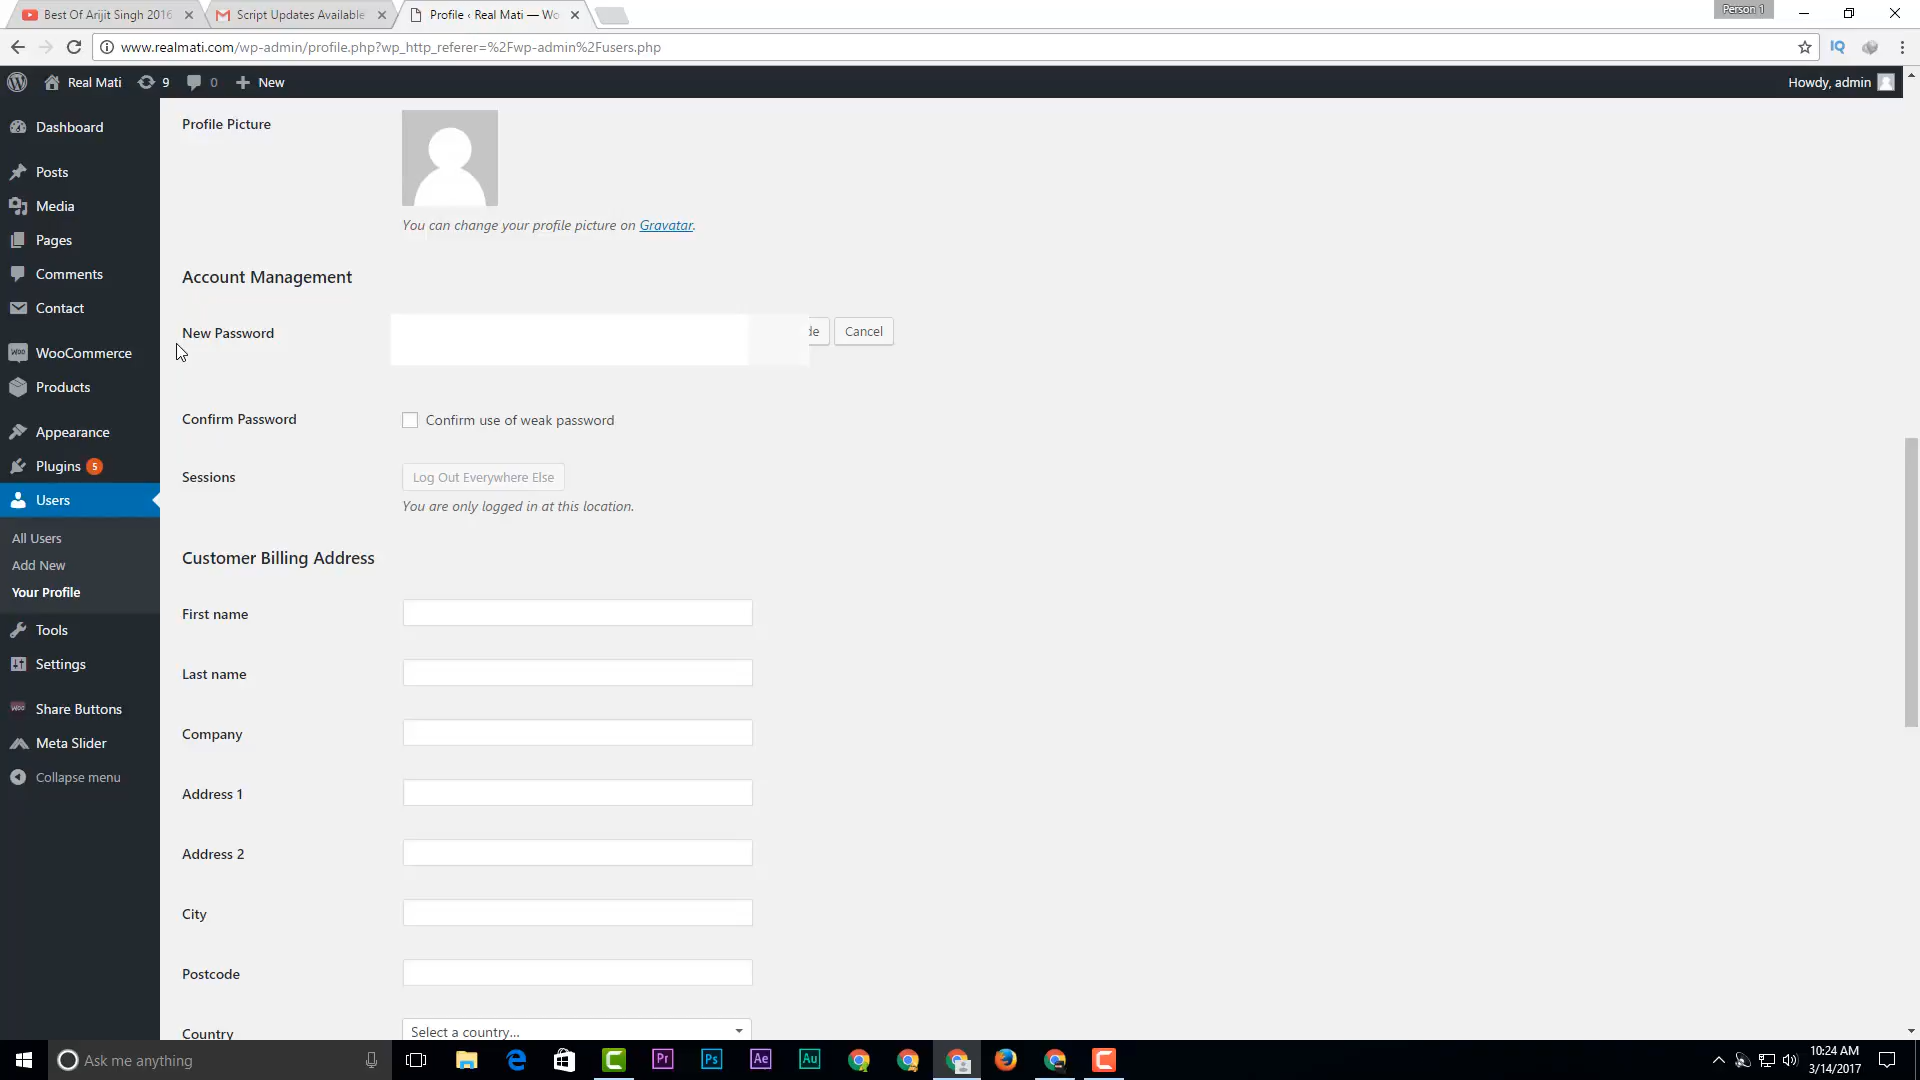 Best Of Arijit Singh 2016
Script Updates Available
Profile ‹ Real Mati — Wo
Person 1
www.realmati.com/wp-admin/profile.php?wp_http_referer=%2Fwp-admin%2Fusers.php
IQ
Real Mati
9
0
New
Howdy, admin
Dashboard
Posts
Media
Pages
Comments
Contact
WooCommerce
Products
Appearance
Plugins 5
Users
All Users
Add New
Your Profile
Tools
Settings
Share Buttons
Meta Slider
Collapse menu
Profile Picture
You can change your profile picture on Gravatar.
Account Management
New Password
de
Cancel
Confirm Password
Confirm use of weak password
Sessions
Log Out Everywhere Else
You are only logged in at this location.
Customer Billing Address
First name
Last name
Company
Address 1
Address 2
City
Postcode
Country
Select a country...
Ask me anything
Pr
Ps
Ae
Au
10:24 AM
3/14/2017